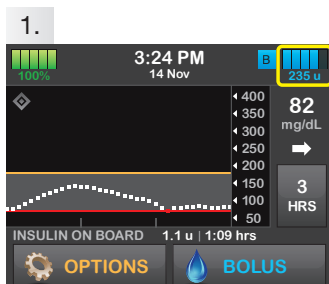 1.
3:24 PM
B
100%
14 Nov
235 u
400
350
300
250
200
150
100
50
82
mg/dL
3
HRS
INSULIN ON BOARD 1.1 u | 1:09 hrs
OPTIONS
BOLUS